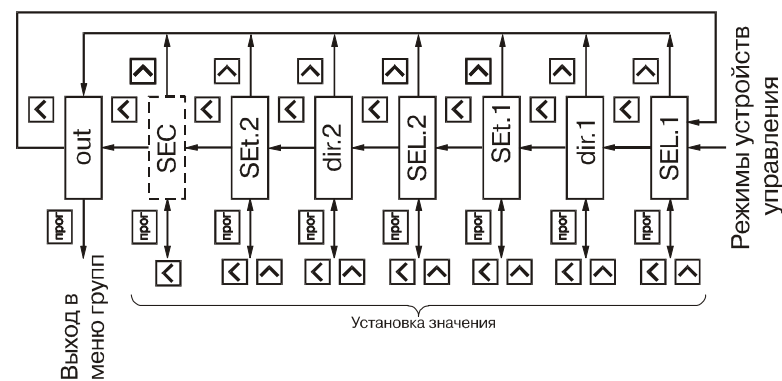 out
SEC
SEt.2
dir.2
SEL.2
SEt.1
dir.1
SEL.1
прог
прог
прог
прог
прог
прог
прог
прог
Режимы устройств
управления
Выход в
меню групп
Установка значения